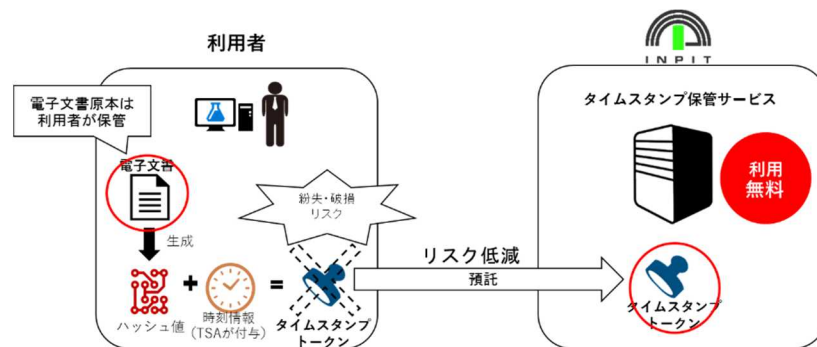 利用者
電子文書原本は
利用者が保管
電子文書
生成
ハッシュ値
+
時刻情報
(TSAが付与)
=
紛失・破損
リスク
タイムスタンプ
トークン
リスク低減
預託
INPIT
タイムスタンプ保管サービス
利用
無料
タイムスタンプ
トークン